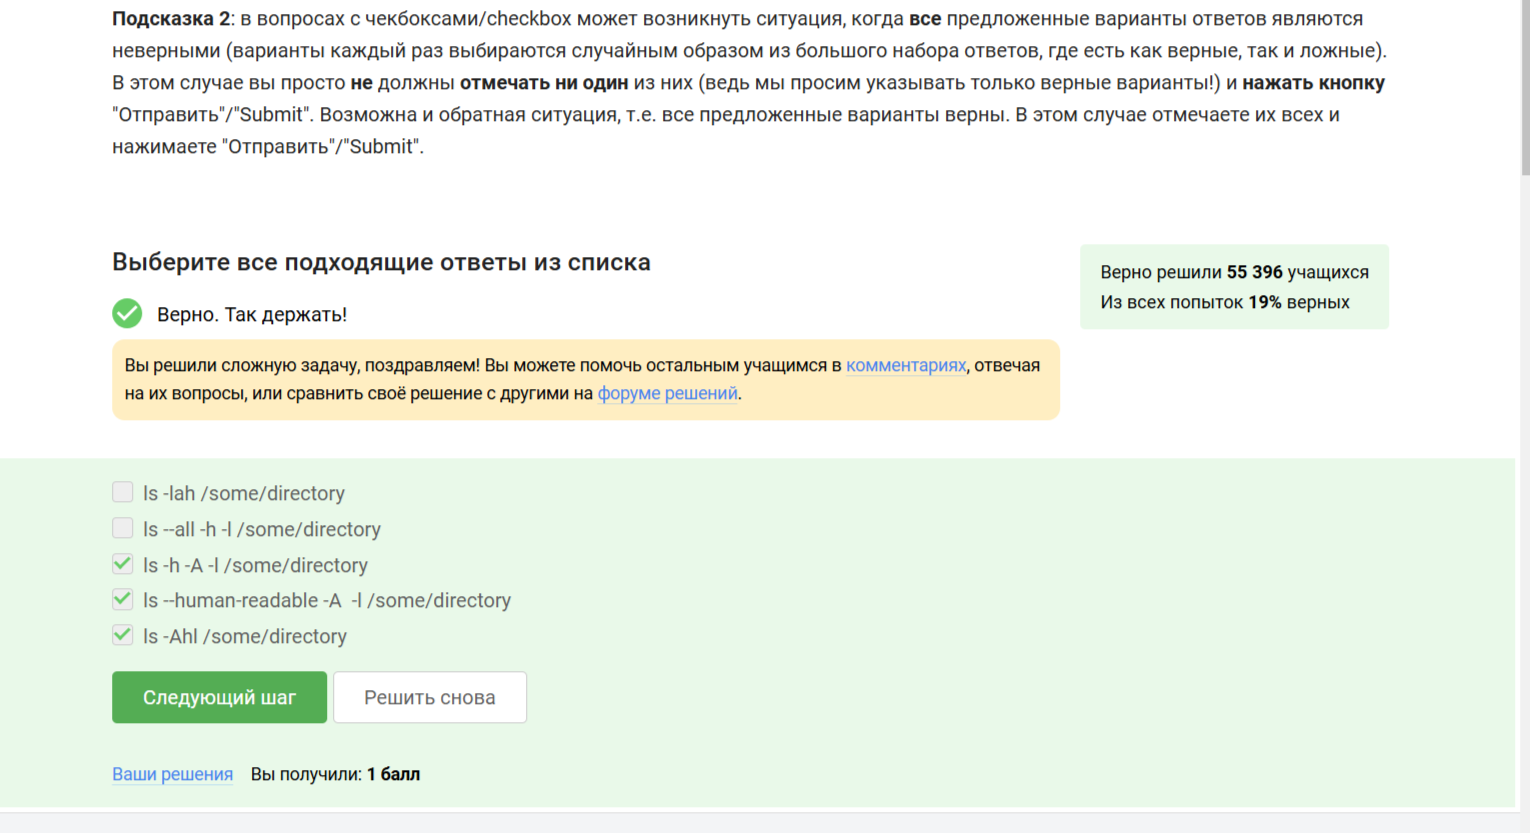 Подсказка 2: в вопросах с чекбоксами/checkbox может возникнуть ситуация, когда все предложенные варианты ответов являются
неверными (варианты каждый раз выбираются случайным образом из большого набора ответов, где есть как верные, так и ложные).
В этом случае вы просто не должны отмечать ни один из них (ведь мы просим указывать только верные варианты!) и нажать кнопку
"Отправить"/"Submit". Возможна и обратная ситуация, т.е. все предложенные варианты верны. В этом случае отмечаете их всех и
нажимаете "Отправить"/"Submit".
Выберите все подходящие ответы из списка
Верно. Так держать!
Вы решили сложную задачу, поздравляем! Вы можете помочь остальным учащимся в комментариях, отвечая
на их вопросы, или сравнить своё решение с другими на форуме решений.
Верно решили 55 396 учащихся
Из всех попыток 19% верных
ls -lah /some/directory
ls --all -h -l /some/directory
ls -h -A -l /some/directory
ls --human-readable -A  -l /some/directory
ls -Ahl /some/directory
Следующий шаг
Решить снова
Ваши решения Вы получили: 1 балл